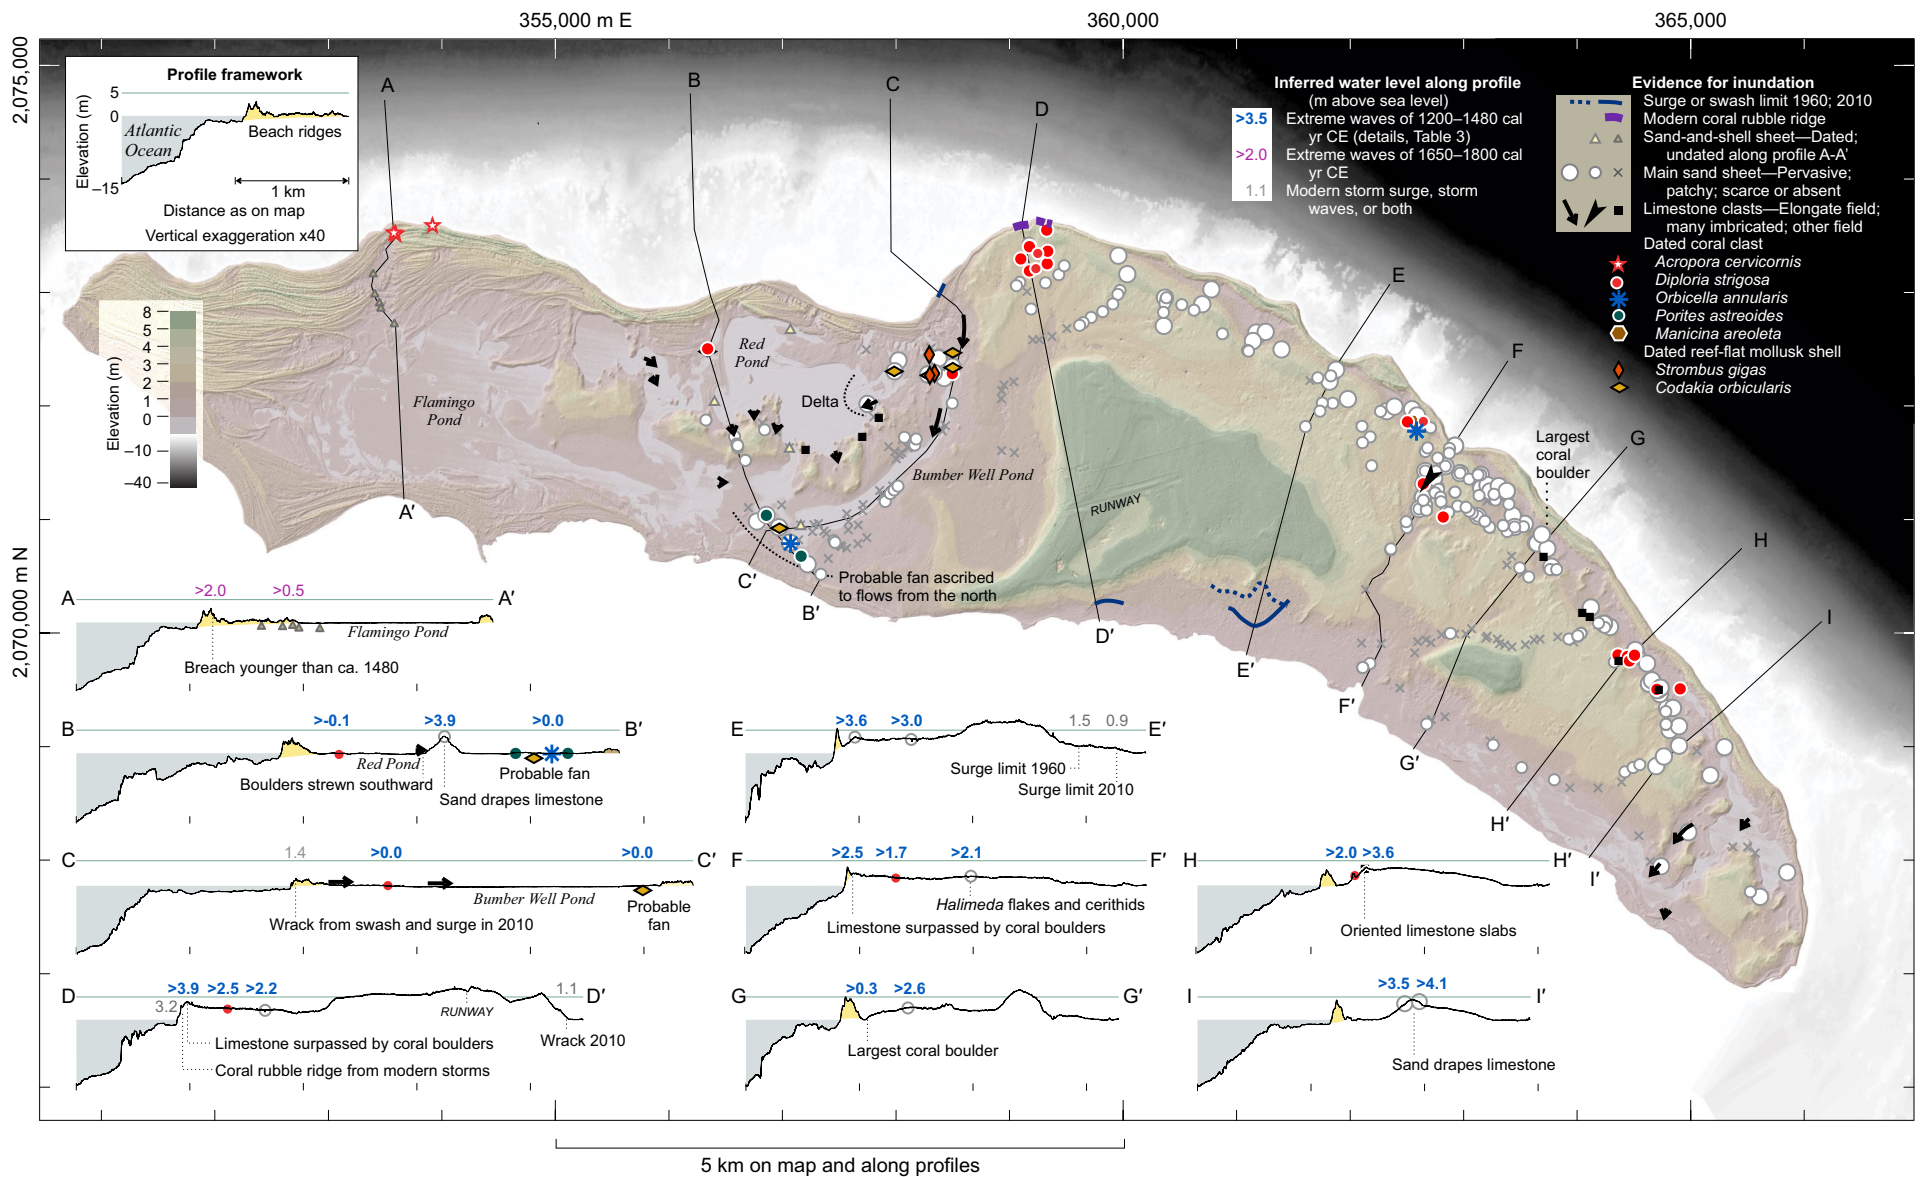 355,000 m E
360,000
365,000
2,075,000
2,070,000 m N
Profile framework
5
0
–15
Elevation (m)
Atlantic
Ocean
Beach ridges
1 km
Distance as on map
Vertical exaggeration x40
Inferred water level along profile
(m above sea level)
>3.5 Extreme waves of 1200–1480 cal
yr CE (details, Table 3)
>2.0 Extreme waves of 1650–1800 cal
yr CE
1.1 Modern storm surge, storm
waves, or both
Evidence for inundation
Surge or swash limit 1960; 2010
Modern coral rubble ridge
Sand-and-shell sheet—Dated;
undated along profile A-A′
Main sand sheet—Pervasive;
patchy; scarce or absent
Limestone clasts—Elongate field;
many imbricated; other field
Dated coral clast
Acropora cervicornis
Diploria strigosa
Orbicella annularis
Porites astreoides
Manicina areoleta
Dated reef-flat mollusk shell
Strombus gigas
Codakia orbicularis
A
B
C
D
E
F
G
H
I
A′
B′
C′
D′
E′
F′
G′
H′
I′
Elevation (m)
8
5
4
3
2
1
0
–10
–40
Flamingo
Pond
Red
Pond
Delta
Bumber Well Pond
RUNWAY
Largest
coral
boulder
Probable fan ascribed
to flows from the north
A >2.0 >0.5 A′
Flamingo Pond
Breach younger than ca. 1480
B >-0.1 >3.9 >0.0 B′
Red Pond
Probable fan
Boulders strewn southward
Sand drapes limestone
C 1.4 >0.0 >0.0 C′
Bumber Well Pond
Probable
fan
Wrack from swash and surge in 2010
D 3.2 >3.9 >2.5 >2.2 1.1 D′
RUNWAY
Wrack 2010
Limestone surpassed by coral boulders
Coral rubble ridge from modern storms
E >3.6 >3.0 1.5 0.9 E′
Surge limit 1960
Surge limit 2010
F >2.5 >1.7 >2.1 F′
Halimeda flakes and cerithids
Limestone surpassed by coral boulders
G >0.3 >2.6 G′
Largest coral boulder
H >2.0 >3.6 H′
Oriented limestone slabs
I >3.5 >4.1 I′
Sand drapes limestone
5 km on map and along profiles